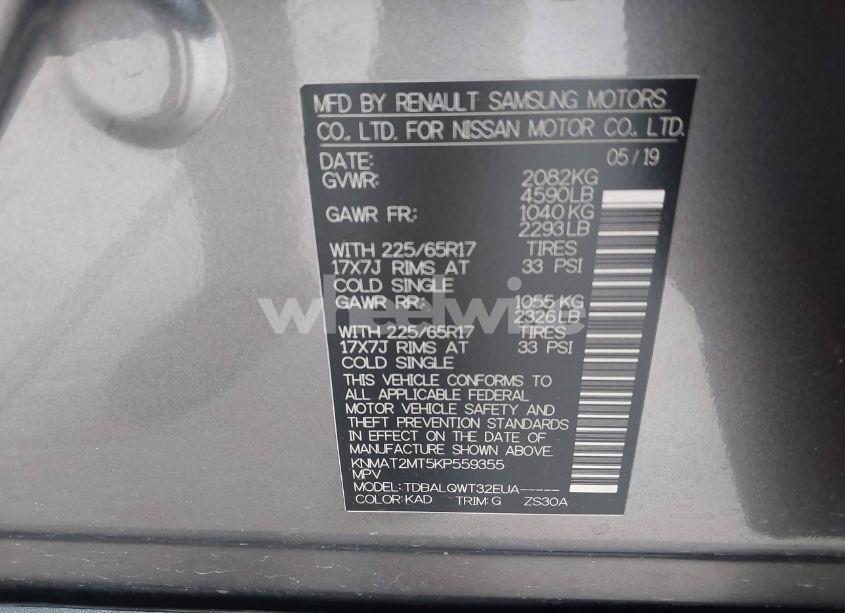 MFD BY RENAULT SAMSUNG MOTORS
CO., LTD. FOR NISSAN MOTOR CO., LTD.
DATE: 05/19
GVWR: 2082KG
4590LB
GAWR FR: 1040KG
2293LB
WITH 225/65R17 TIRES
17X7J RIMS AT 33 PSI
COLD SINGLE
GAWR RR: 1055KG
2326LB
WITH 225/65R17 TIRES
17X7J RIMS AT 33 PSI
COLD SINGLE
THIS VEHICLE CONFORMS TO
ALL APPLICABLE FEDERAL
MOTOR VEHICLE SAFETY AND
THEFT PREVENTION STANDARDS
IN EFFECT ON THE DATE OF
MANUFACTURE SHOWN ABOVE.
KNMAT2MT5KP559355
MPV
MODEL: TDBALQWT32EUA-----
COLOR: KAD TRIM: G ZS30A
wheelwise